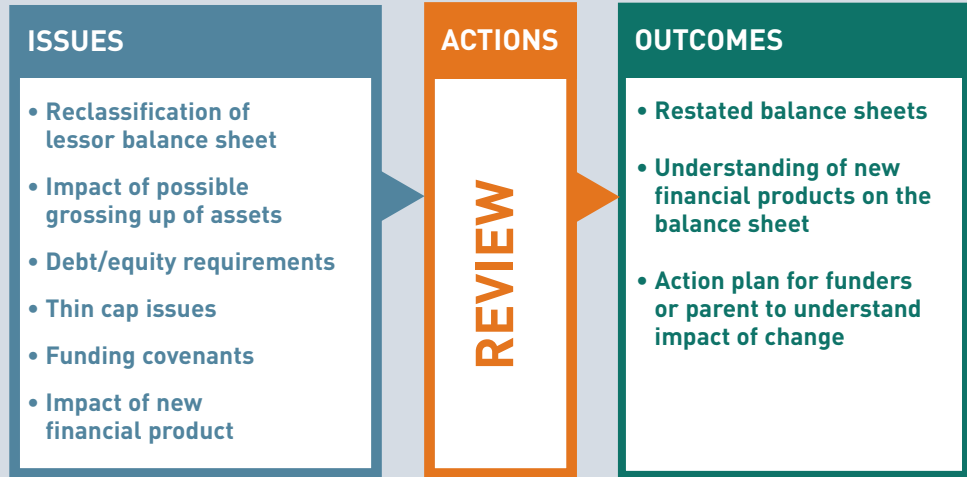 ISSUES
• Reclassification of
lessor balance sheet
• Impact of possible
grossing up of assets
• Debt/equity requirements
• Thin cap issues
• Funding covenants
• Impact of new
financial product
ACTIONS
REVIEW
OUTCOMES
• Restated balance sheets
• Understanding of new
financial products on the
balance sheet
• Action plan for funders
or parent to understand
impact of change